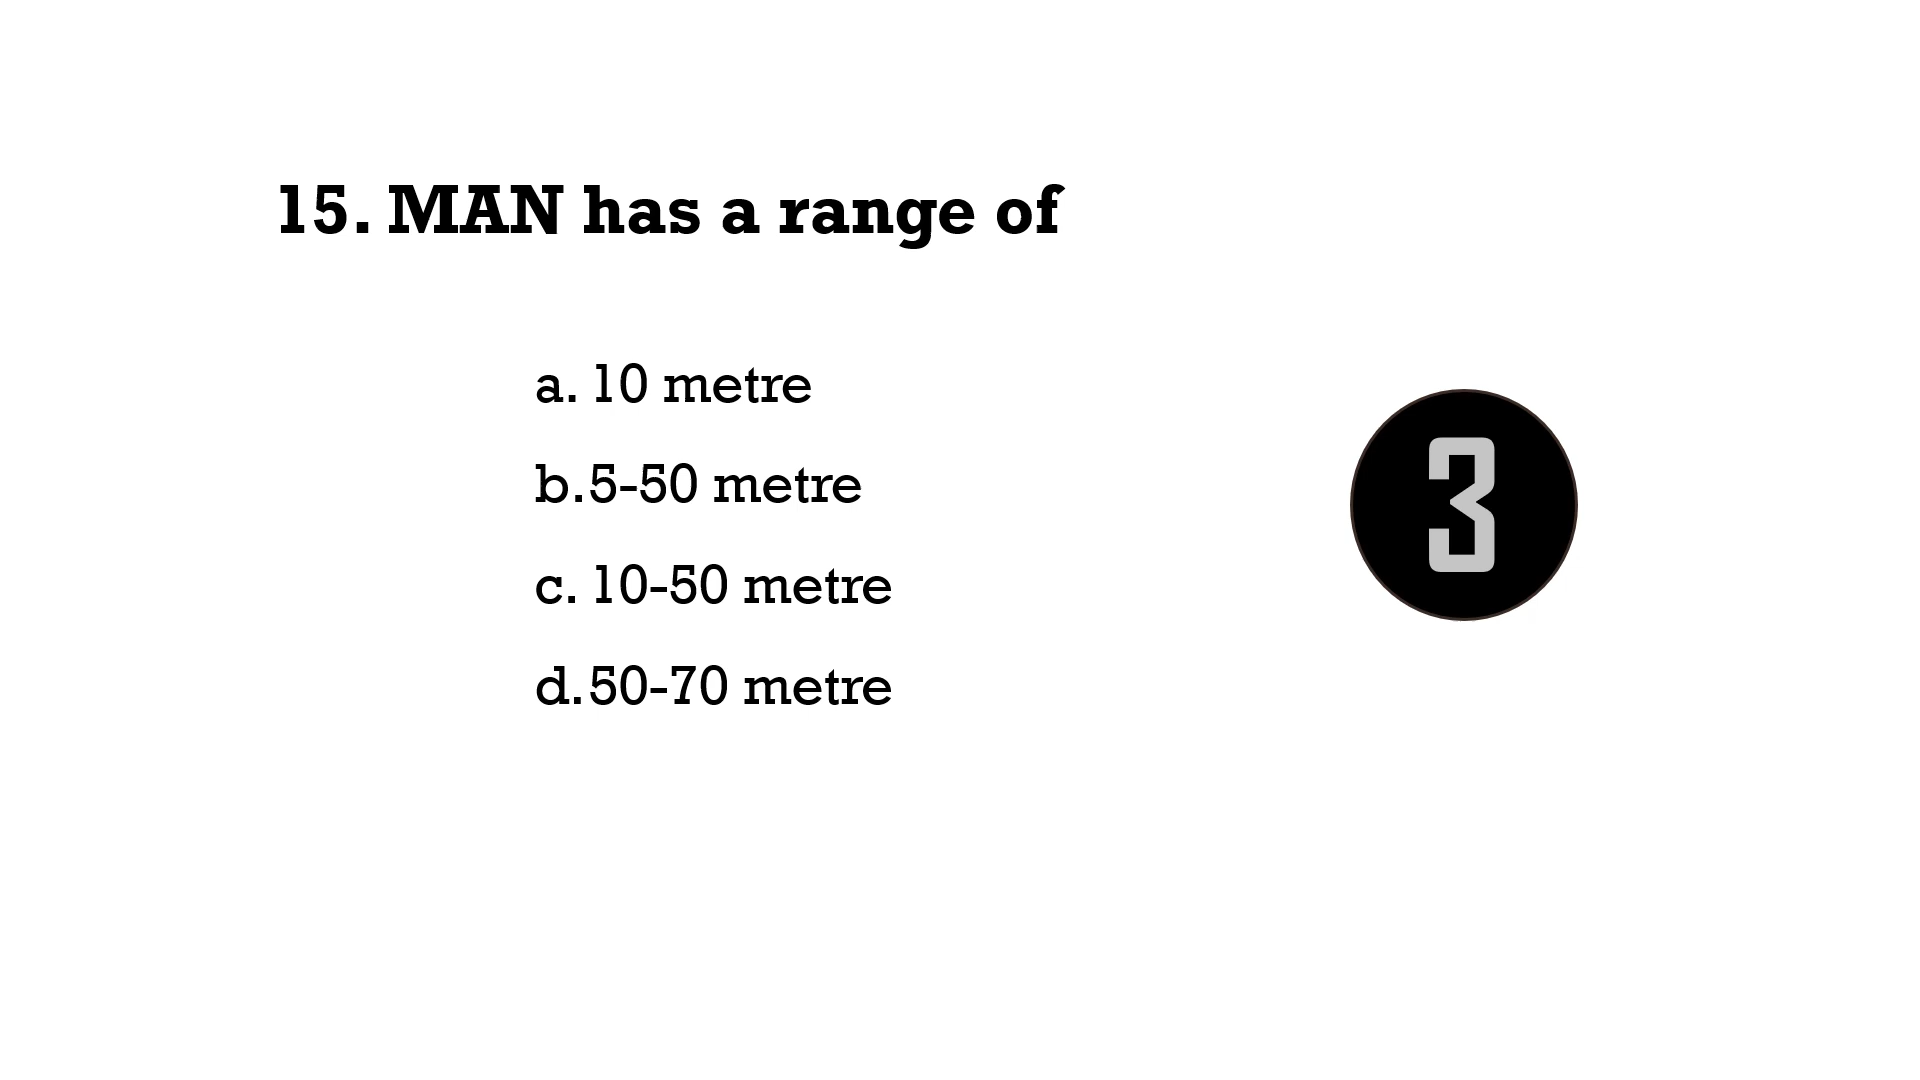 15. MAN has a range of
a. 10 metre
b.5-50 metre
c. 10-50 metre
d.50-70 metre
3